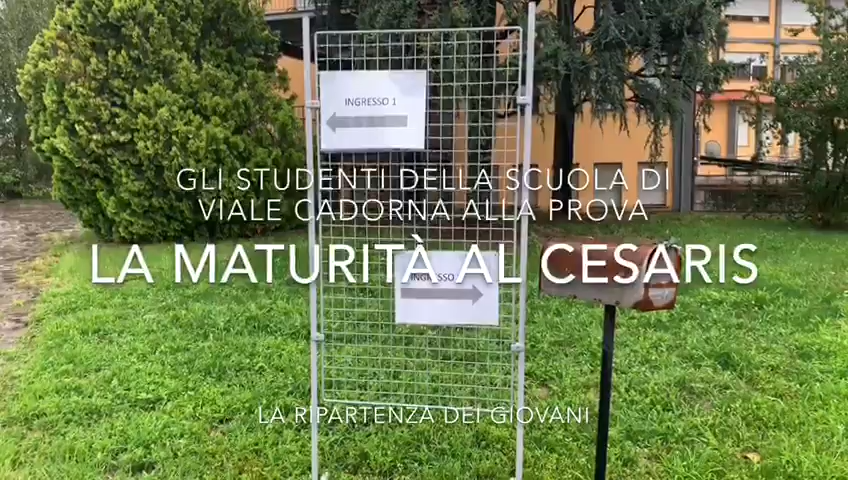 INGRESSO 1
GLI STUDENTI DELLA SCUOLA DI
VIALE CADORNA ALLA PROVA
LA MATURITÀ AL CESARIS
INGRESSO
LA RIPARTENZA DEI GIOVANI